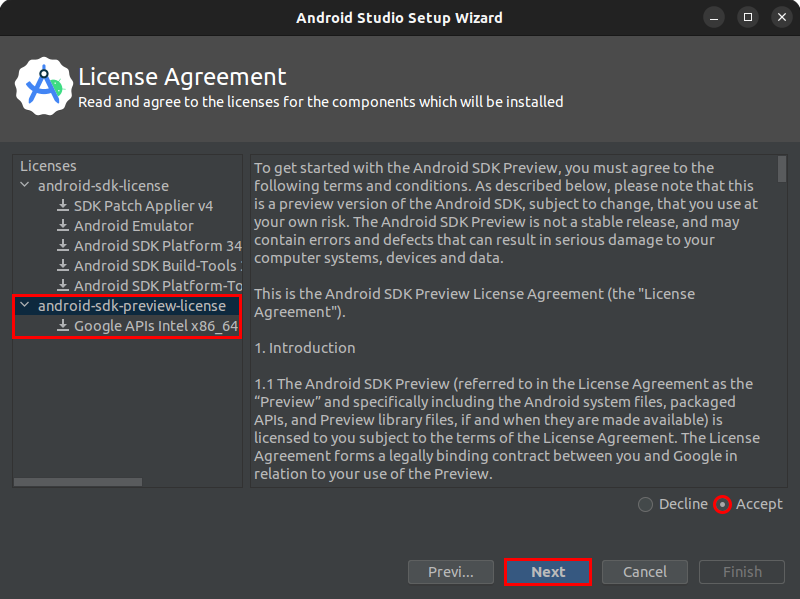 Android Studio Setup Wizard
License Agreement
Read and agree to the licenses for the components which will be installed
Licenses
android-sdk-license
SDK Patch Applier v4
Android Emulator
Android SDK Platform 34
Android SDK Build-Tools
Android SDK Platform-To
android-sdk-preview-license
Google APIs Intel x86_64
To get started with the Android SDK Preview, you must agree to the
following terms and conditions. As described below, please note that this
is a preview version of the Android SDK, subject to change, that you use at
your own risk. The Android SDK Preview is not a stable release, and may
contain errors and defects that can result in serious damage to your
computer systems, devices and data.
This is the Android SDK Preview License Agreement (the "License
Agreement").
1. Introduction
1.1 The Android SDK Preview (referred to in the License Agreement as the
“Preview” and specifically including the Android system files, packaged
APIs, and Preview library files, if and when they are made available) is
licensed to you subject to the terms of the License Agreement. The License
Agreement forms a legally binding contract between you and Google in
relation to your use of the Preview.
Decline Accept
Previ... Next Cancel Finish